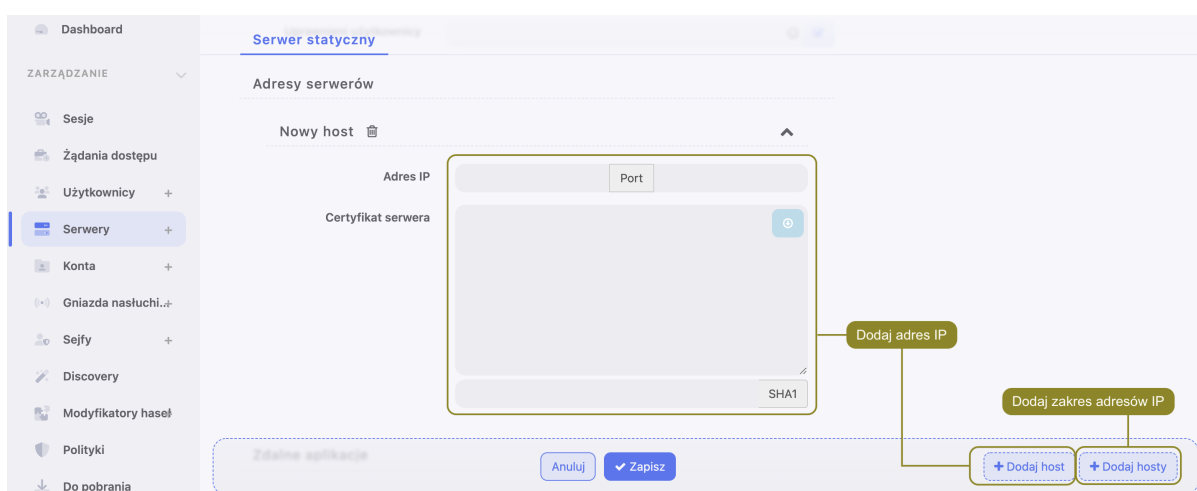 Dashboard
ZARZĄDZANIE
Sesje
Żądania dostępu
Użytkownicy +
Serwery +
Konta +
Gniazda nasłuchi..+
Sejfy +
Discovery
Modyfikatory haseł
Polityki
Do pobrania
Serwer statyczny
Adresy serwerów
Nowy host
Adres IP
Port
Certyfikat serwera
SHA1
Dodaj adres IP
Dodaj zakres adresów IP
Zdalne aplikacje
Anuluj
Zapisz
+ Dodaj host
+ Dodaj hosty